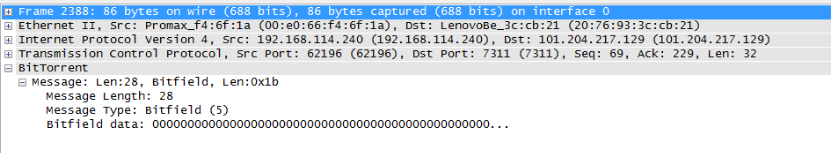 Frame 2388: 86 bytes on wire (688 bits), 86 bytes captured (688 bits) on interface 0
Ethernet II, Src: Promax_f4:6f:1a (00:e0:66:f4:6f:1a), Dst: LenovoBe_3c:cb:21 (20:76:93:3c:cb:21)
Internet Protocol Version 4, Src: 192.168.114.240 (192.168.114.240), Dst: 101.204.217.129 (101.204.217.129)
Transmission Control Protocol, Src Port: 62196 (62196), Dst Port: 7311 (7311), Seq: 69, Ack: 229, Len: 32
BitTorrent
Message: Len:28, Bitfield, Len:0x1b
Message Length: 28
Message Type: Bitfield (5)
Bitfield data: 000000000000000000000000000000000000000000000000...